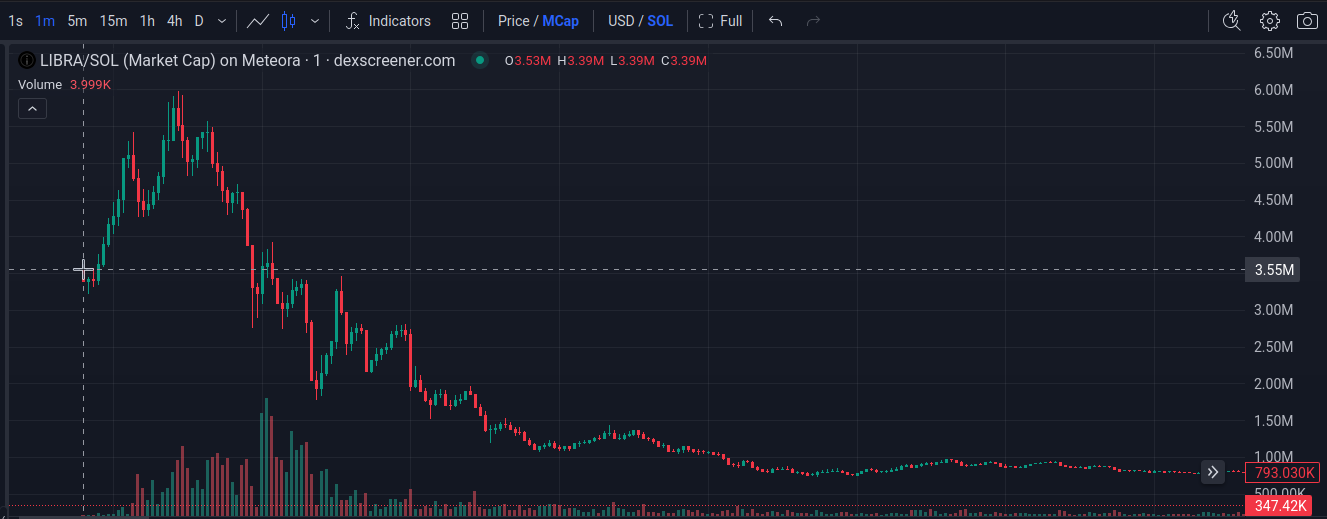 1s 1m 5m 15m 1h 4h D Indicators Price / MCap USD / SOL Full
LIBRA/SOL (Market Cap) on Meteora · 1 · dexscreener.com O3.53M H3.39M L3.39M C3.39M
Volume 3.999K
6.50M
6.00M
5.50M
5.00M
4.50M
4.00M
3.55M
3.00M
2.50M
2.00M
1.50M
1.00M
793.030K
500.00K
347.42K